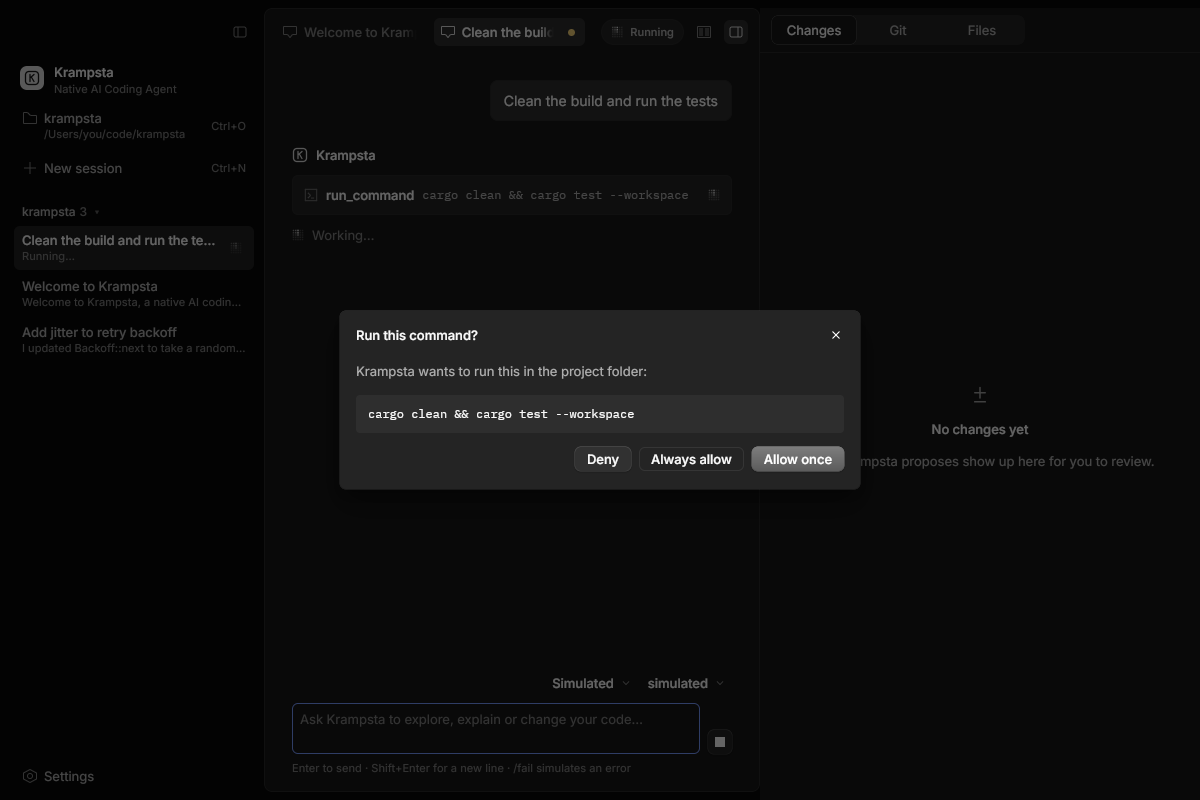 Krampsta
Native AI Coding Agent
krampsta
/Users/you/code/krampsta
Ctrl+O
New session
Ctrl+N
krampsta 3
Clean the build and run the te...
Running...
Welcome to Krampsta
Welcome to Krampsta, a native AI codin...
Add jitter to retry backoff
I updated Backoff::next to take a random...
Settings
Welcome to Kram
Clean the buil
Running
Clean the build and run the tests
Krampsta
run_command cargo clean && cargo test --workspace
Working...
Run this command?
Krampsta wants to run this in the project folder:
cargo clean && cargo test --workspace
Deny
Always allow
Allow once
Simulated
simulated
Ask Krampsta to explore, explain or change your code...
Enter to send · Shift+Enter for a new line · /fail simulates an error
Changes
Git
Files
No changes yet
mpsta proposes show up here for you to review.